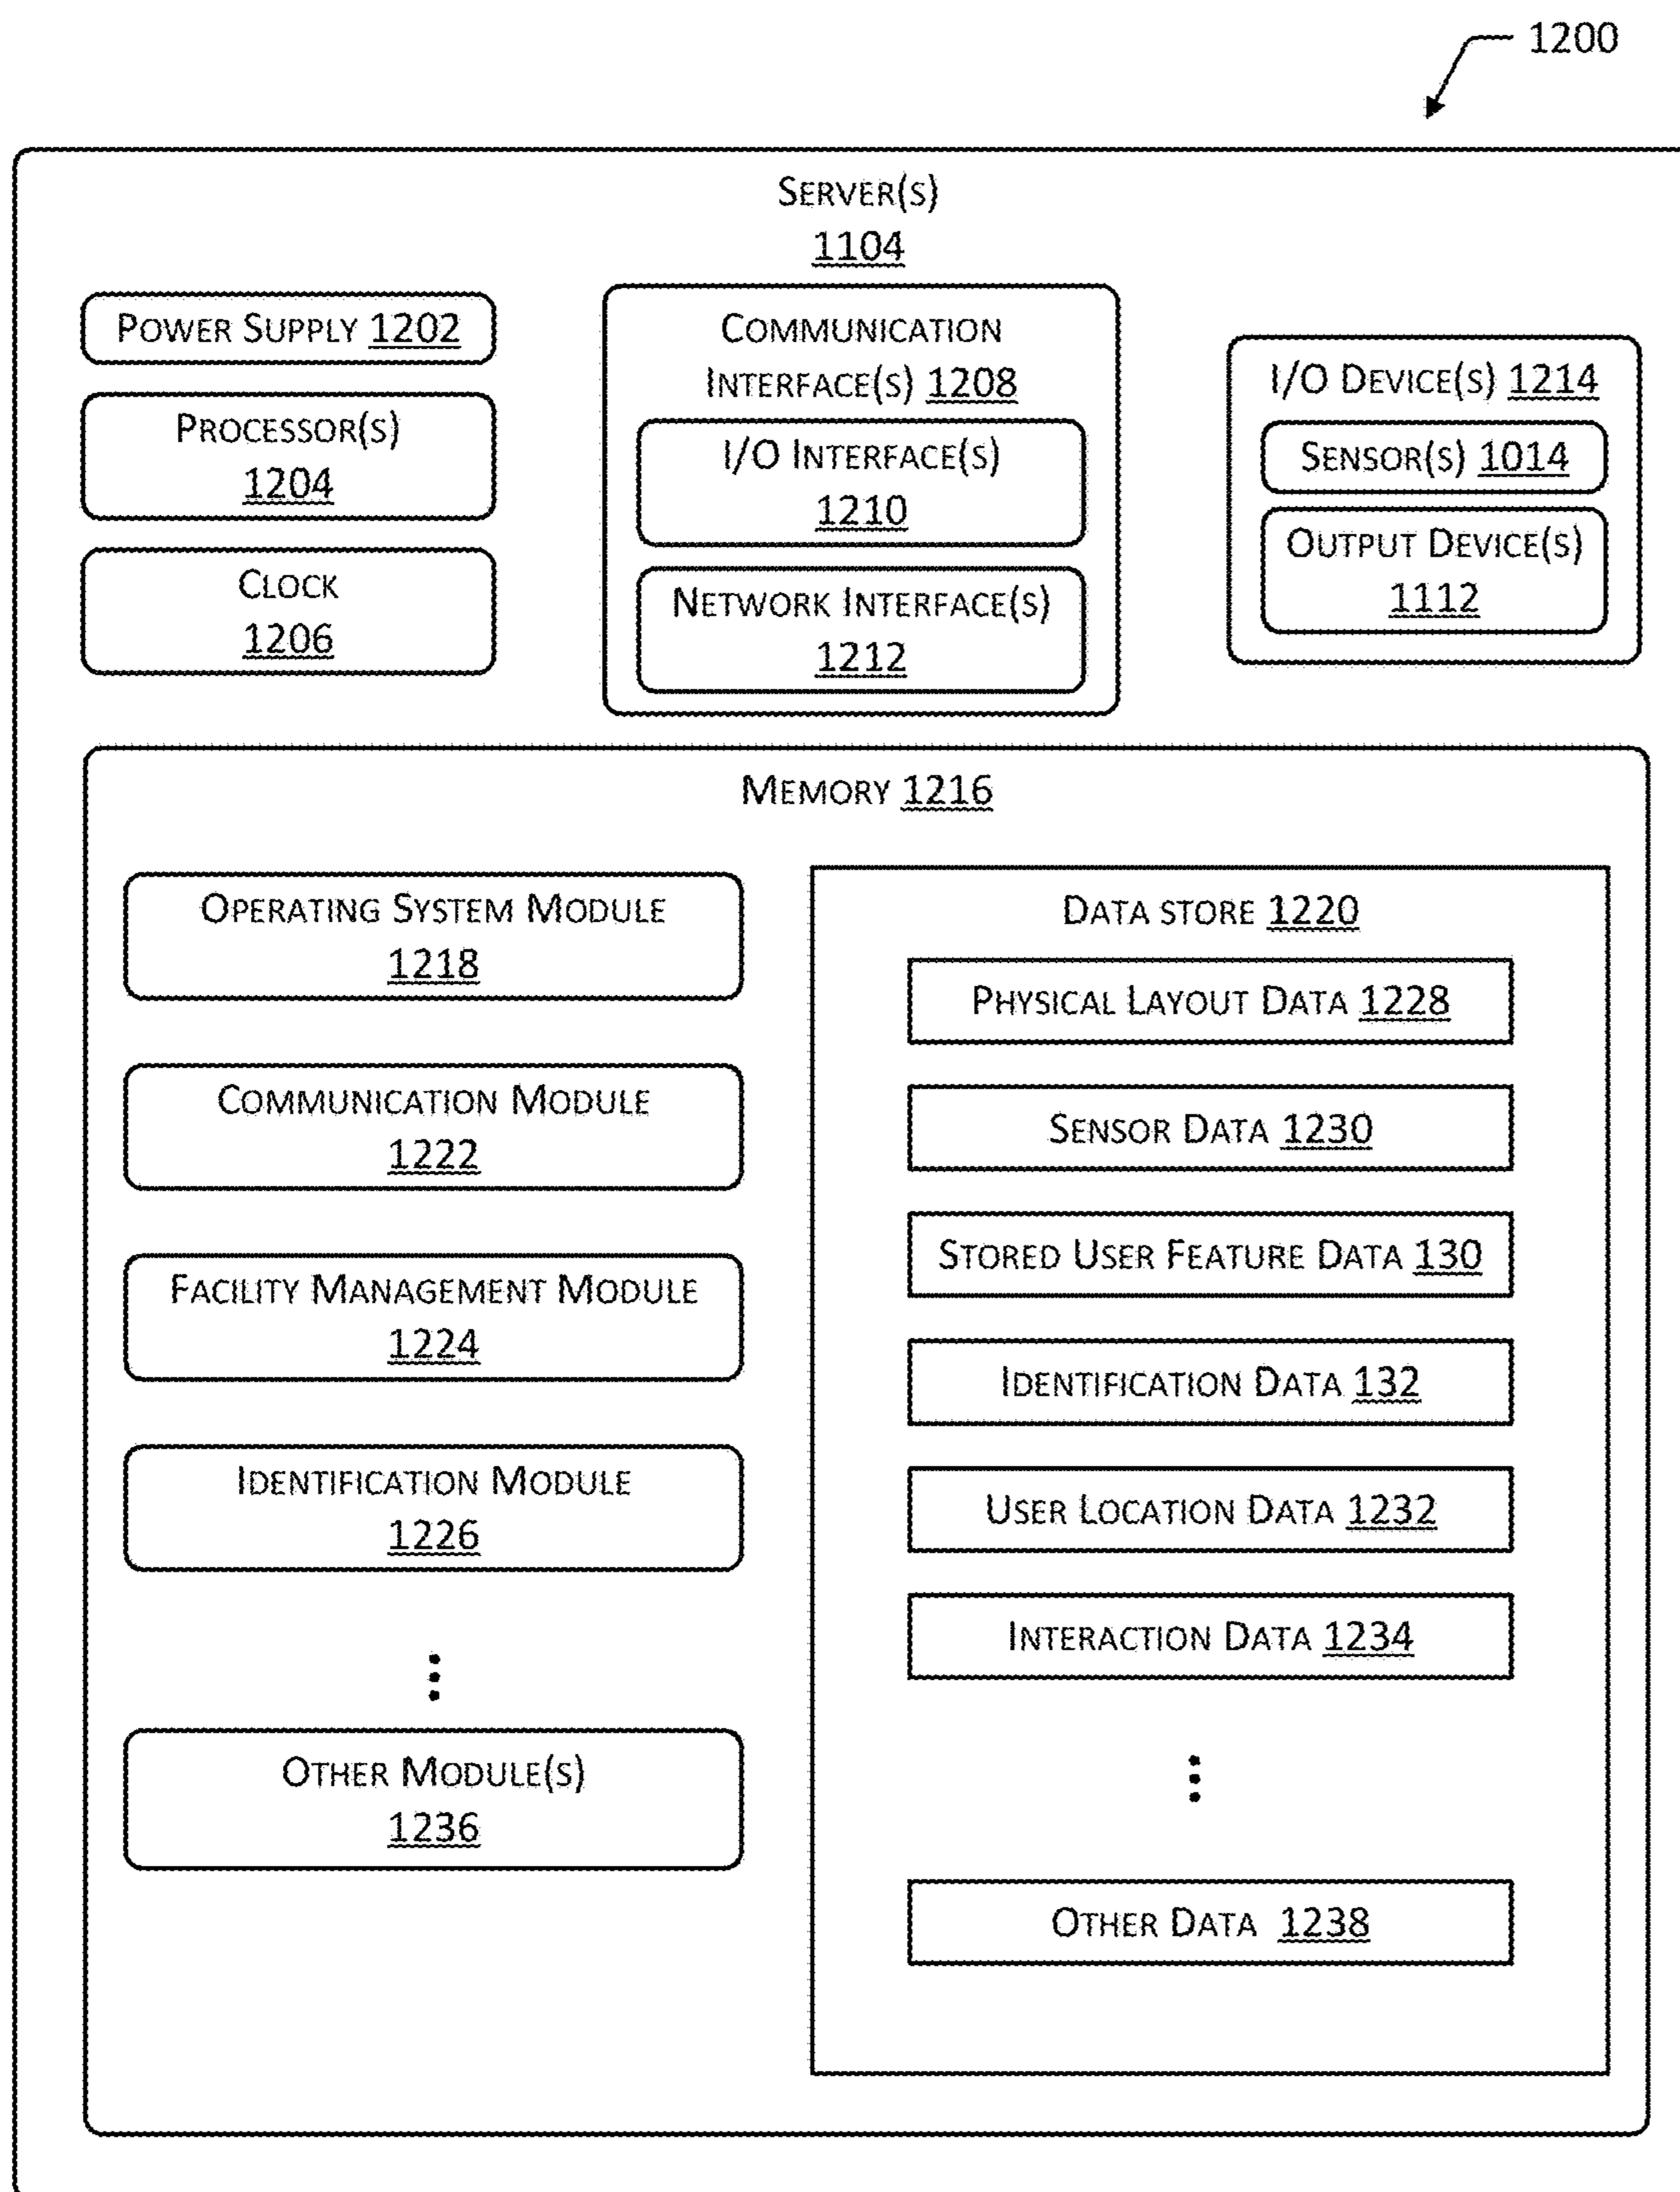 1200
SERVER(S)
1104
POWER SUPPLY 1202
PROCESSOR(S)
1204
CLOCK
1206
COMMUNICATION
INTERFACE(S) 1208
I/O INTERFACE(S)
1210
NETWORK INTERFACE(S)
1212
I/O DEVICE(S) 1214
SENSOR(S) 1014
OUTPUT DEVICE(S)
1112
MEMORY 1216
OPERATING SYSTEM MODULE
1218
COMMUNICATION MODULE
1222
FACILITY MANAGEMENT MODULE
1224
IDENTIFICATION MODULE
1226
OTHER MODULE(S)
1236
DATA STORE 1220
PHYSICAL LAYOUT DATA 1228
SENSOR DATA 1230
STORED USER FEATURE DATA 130
IDENTIFICATION DATA 132
USER LOCATION DATA 1232
INTERACTION DATA 1234
OTHER DATA 1238